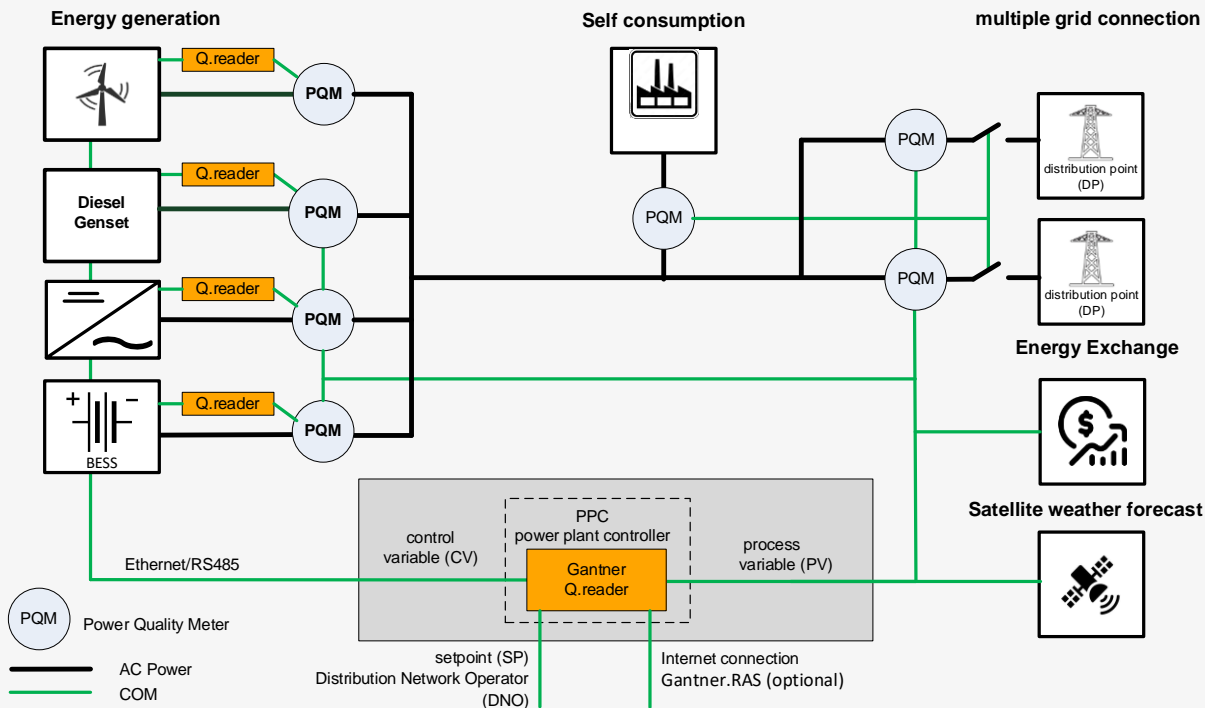 Energy generation
Self consumption
multiple grid connection
Q.reader
PQM
Q.reader
Diesel
Genset
PQM
Q.reader
PQM
Q.reader
BESS
PQM
PQM
PQM
distribution point
(DP)
PQM
distribution point
(DP)
Energy Exchange
$
Satellite weather forecast
Ethernet/RS485
control
variable (CV)
PPC
power plant controller
Gantner
Q.reader
process
variable (PV)
PQM
Power Quality Meter
AC Power
COM
setpoint (SP)
Distribution Network Operator
(DNO)
Internet connection
Gantner.RAS (optional)